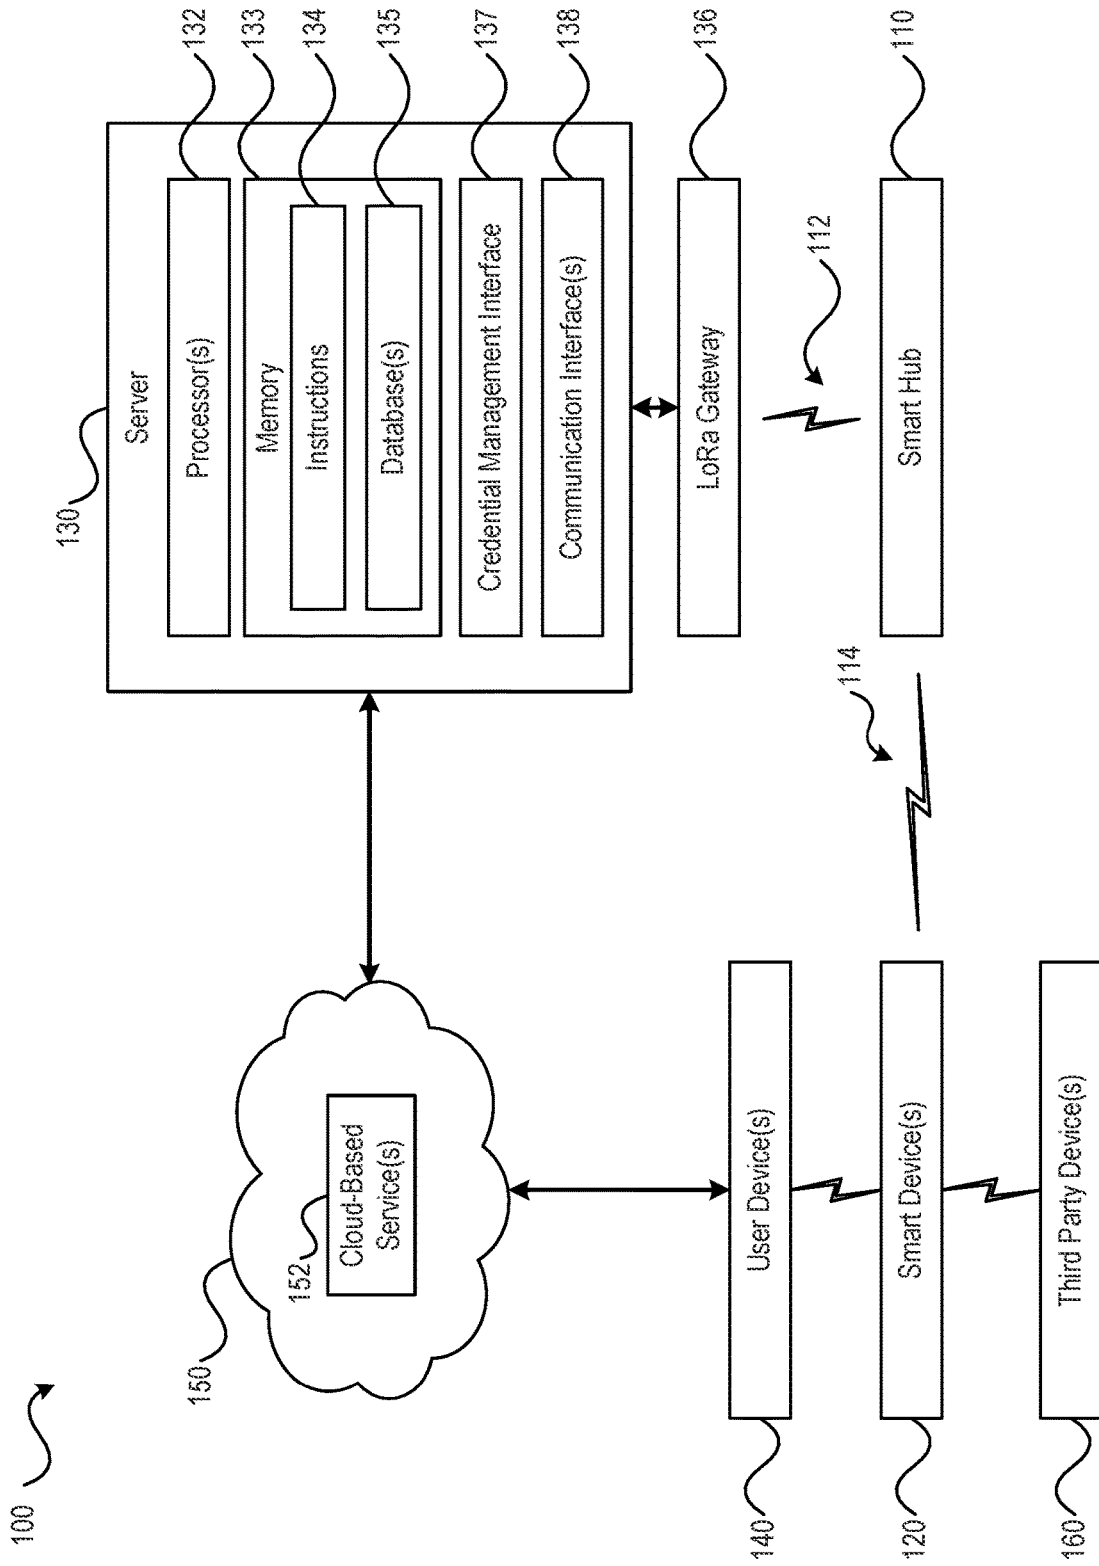 100
150
152
Cloud-Based
Service(s)
130
Server
Processor(s)
132
Memory
133
Instructions
134
Database(s)
135
Credential Management Interface
137
Communication Interface(s)
138
LoRa Gateway
136
112
Smart Hub
110
114
User Device(s)
140
Smart Device(s)
120
Third Party Device(s)
160